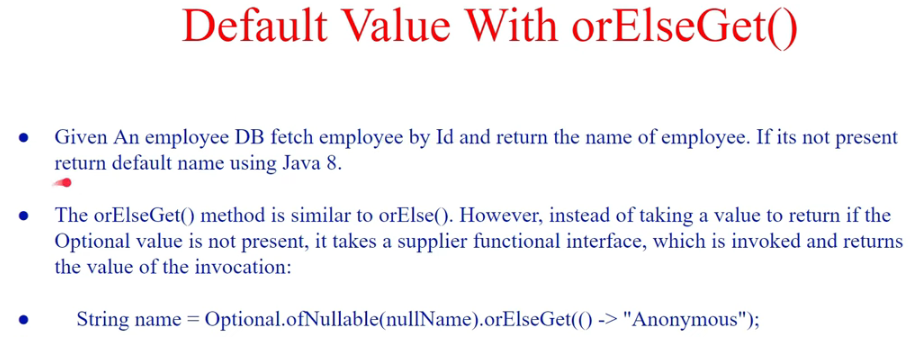 Default Value With orElseGet()
● Given An employee DB fetch employee by Id and return the name of employee. If its not present
return default name using Java 8.
● The orElseGet() method is similar to orElse(). However, instead of taking a value to return if the
Optional value is not present, it takes a supplier functional interface, which is invoked and returns
the value of the invocation:
● String name = Optional.ofNullable(nullName).orElseGet(() -> "Anonymous");